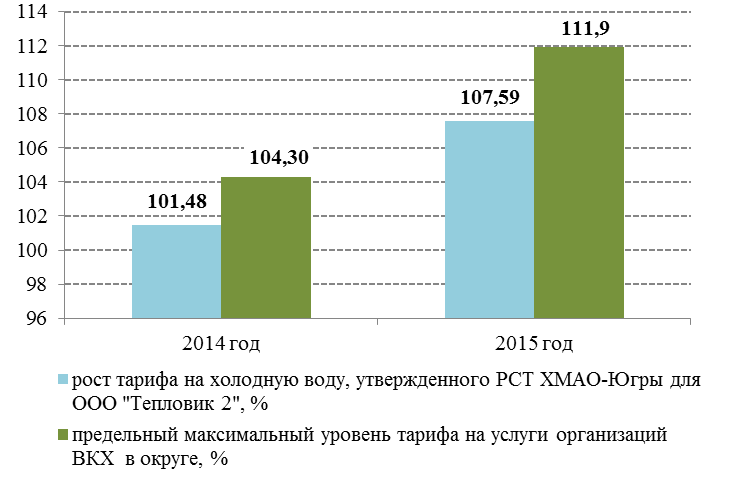 114
112
110
108
106
104
102
100
98
96
101,48
104,30
107,59
111,9
2014 год
2015 год
рост тарифа на холодную воду, утвержденного РСТ ХМАО-Югры для
ООО "Тепловик 2", %
предельный максимальный уровень тарифа на услуги организаций
ВКХ в округе, %